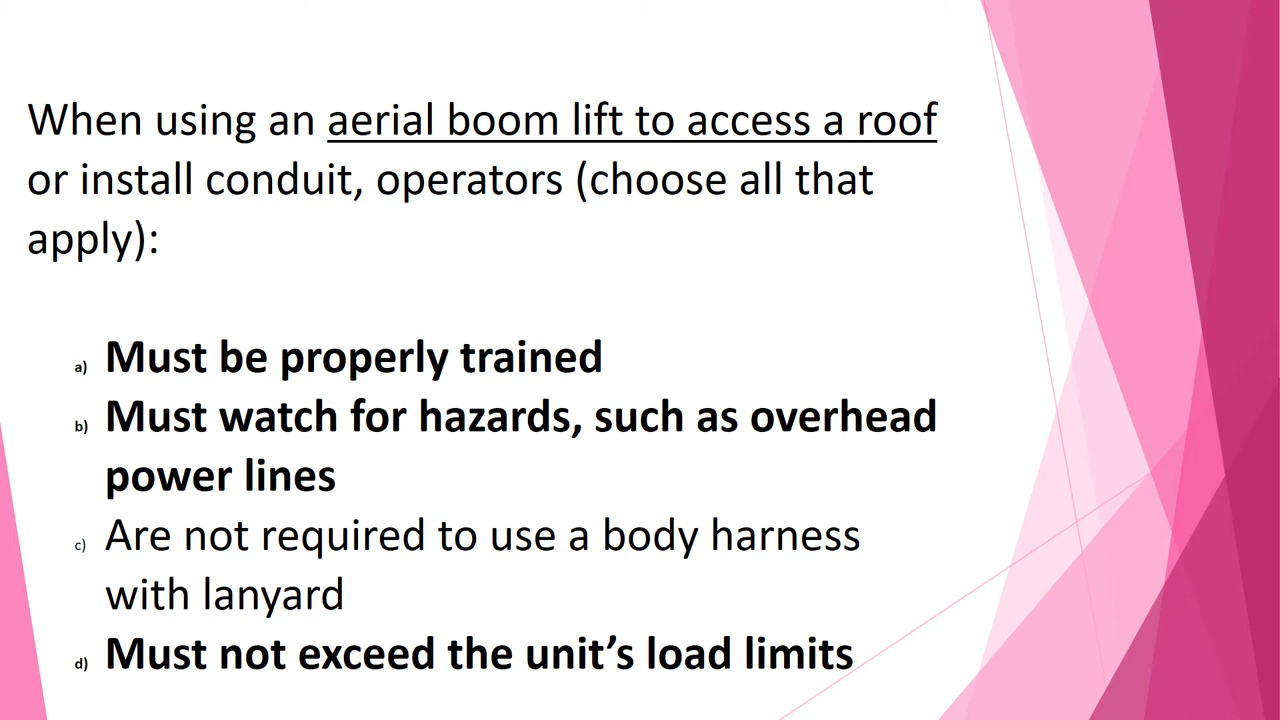 When using an aerial boom lift to access a roof
or install conduit, operators (choose all that
apply):
a) Must be properly trained
b) Must watch for hazards, such as overhead
power lines
c) Are not required to use a body harness
with lanyard
d) Must not exceed the unit’s load limits